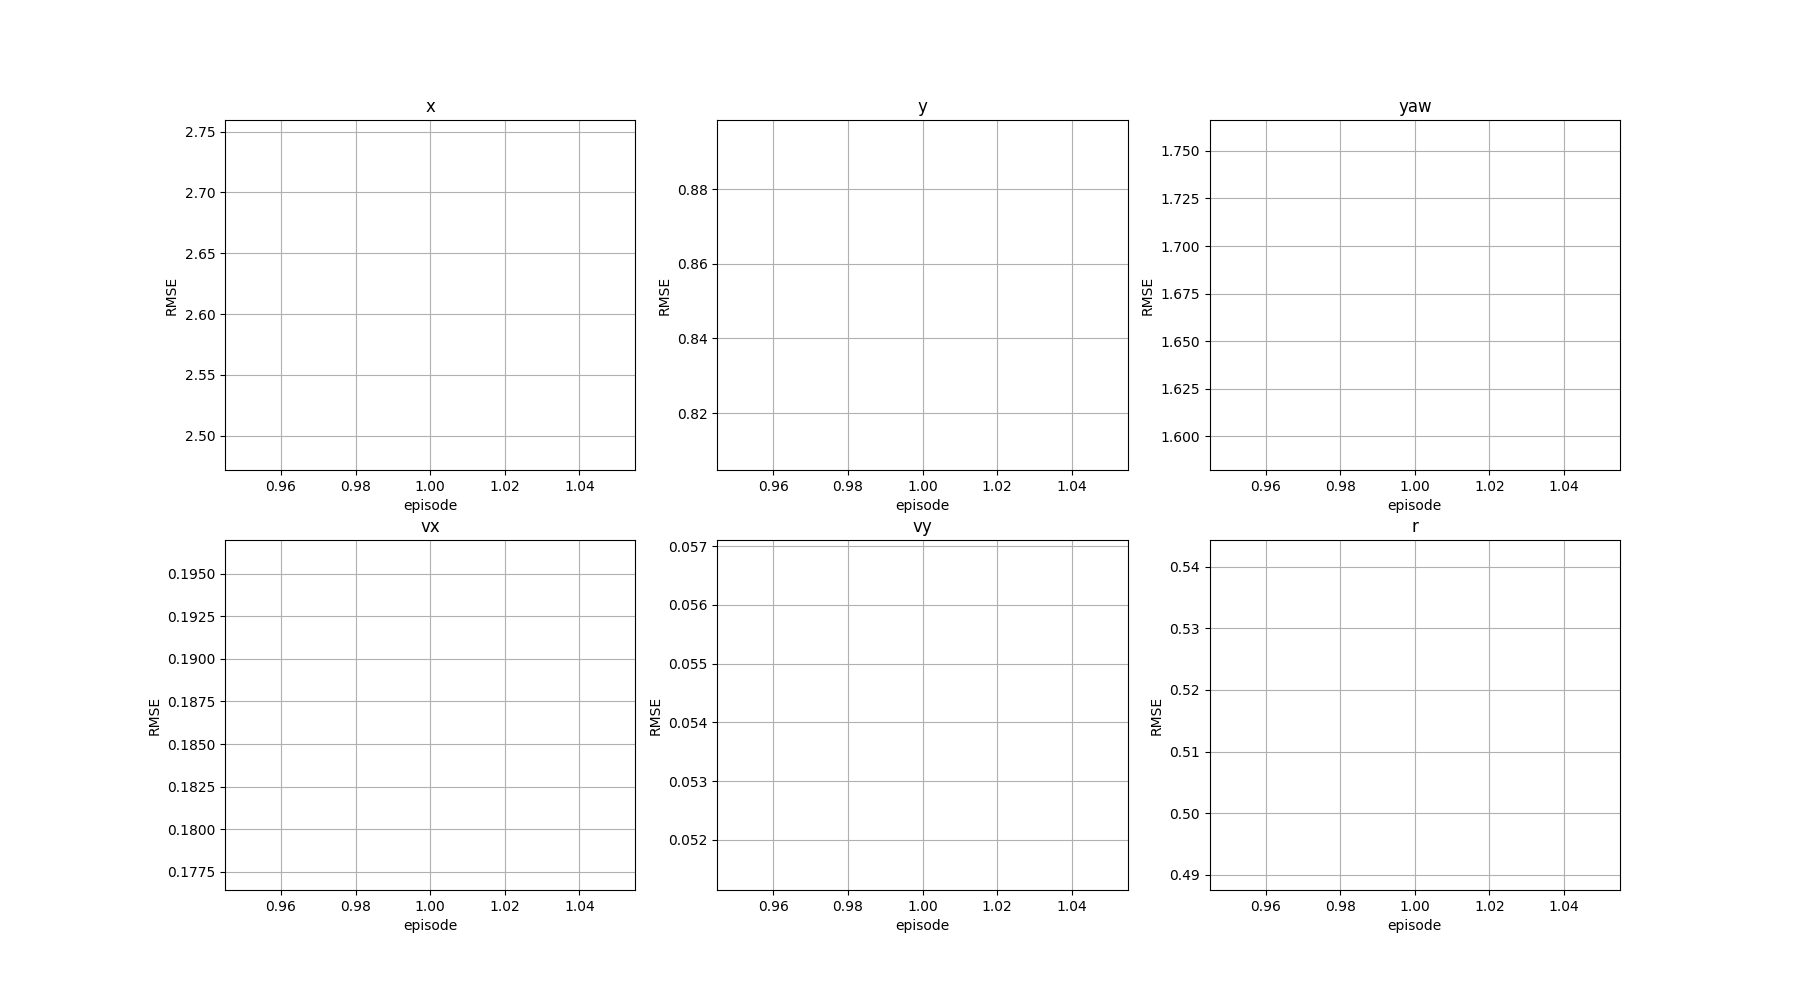 x
2.75
2.70
2.65
2.60
2.55
2.50
RMSE
0.96 0.98 1.00 1.02 1.04
episode
y
0.88
0.86
0.84
0.82
RMSE
0.96 0.98 1.00 1.02 1.04
episode
yaw
1.750
1.725
1.700
1.675
1.650
1.625
1.600
RMSE
0.96 0.98 1.00 1.02 1.04
episode
vx
0.1950
0.1925
0.1900
0.1875
0.1850
0.1825
0.1800
0.1775
RMSE
0.96 0.98 1.00 1.02 1.04
episode
vy
0.057
0.056
0.055
0.054
0.053
0.052
RMSE
0.96 0.98 1.00 1.02 1.04
episode
r
0.54
0.53
0.52
0.51
0.50
0.49
RMSE
0.96 0.98 1.00 1.02 1.04
episode